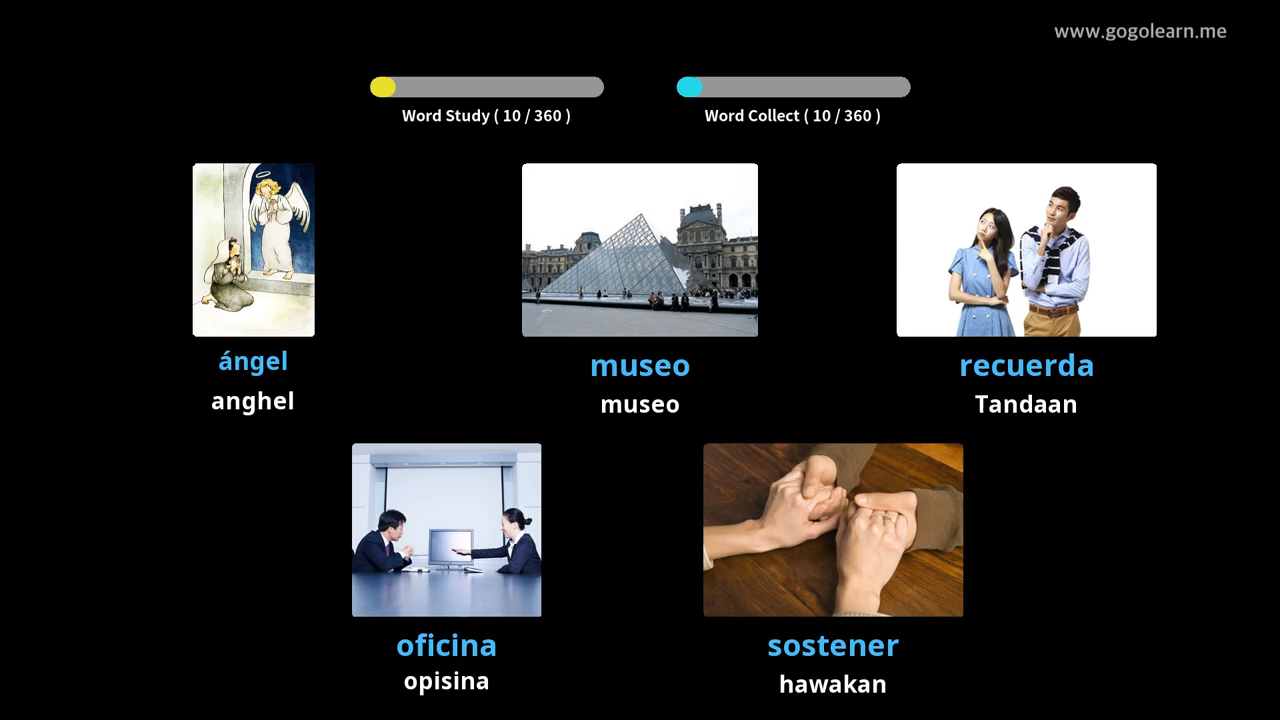 www.gogolearn.me
Word Study ( 10 / 360 )
Word Collect ( 10 / 360 )
ángel
anghel
museo
museo
recuerda
Tandaan
oficina
opisina
sostener
hawakan